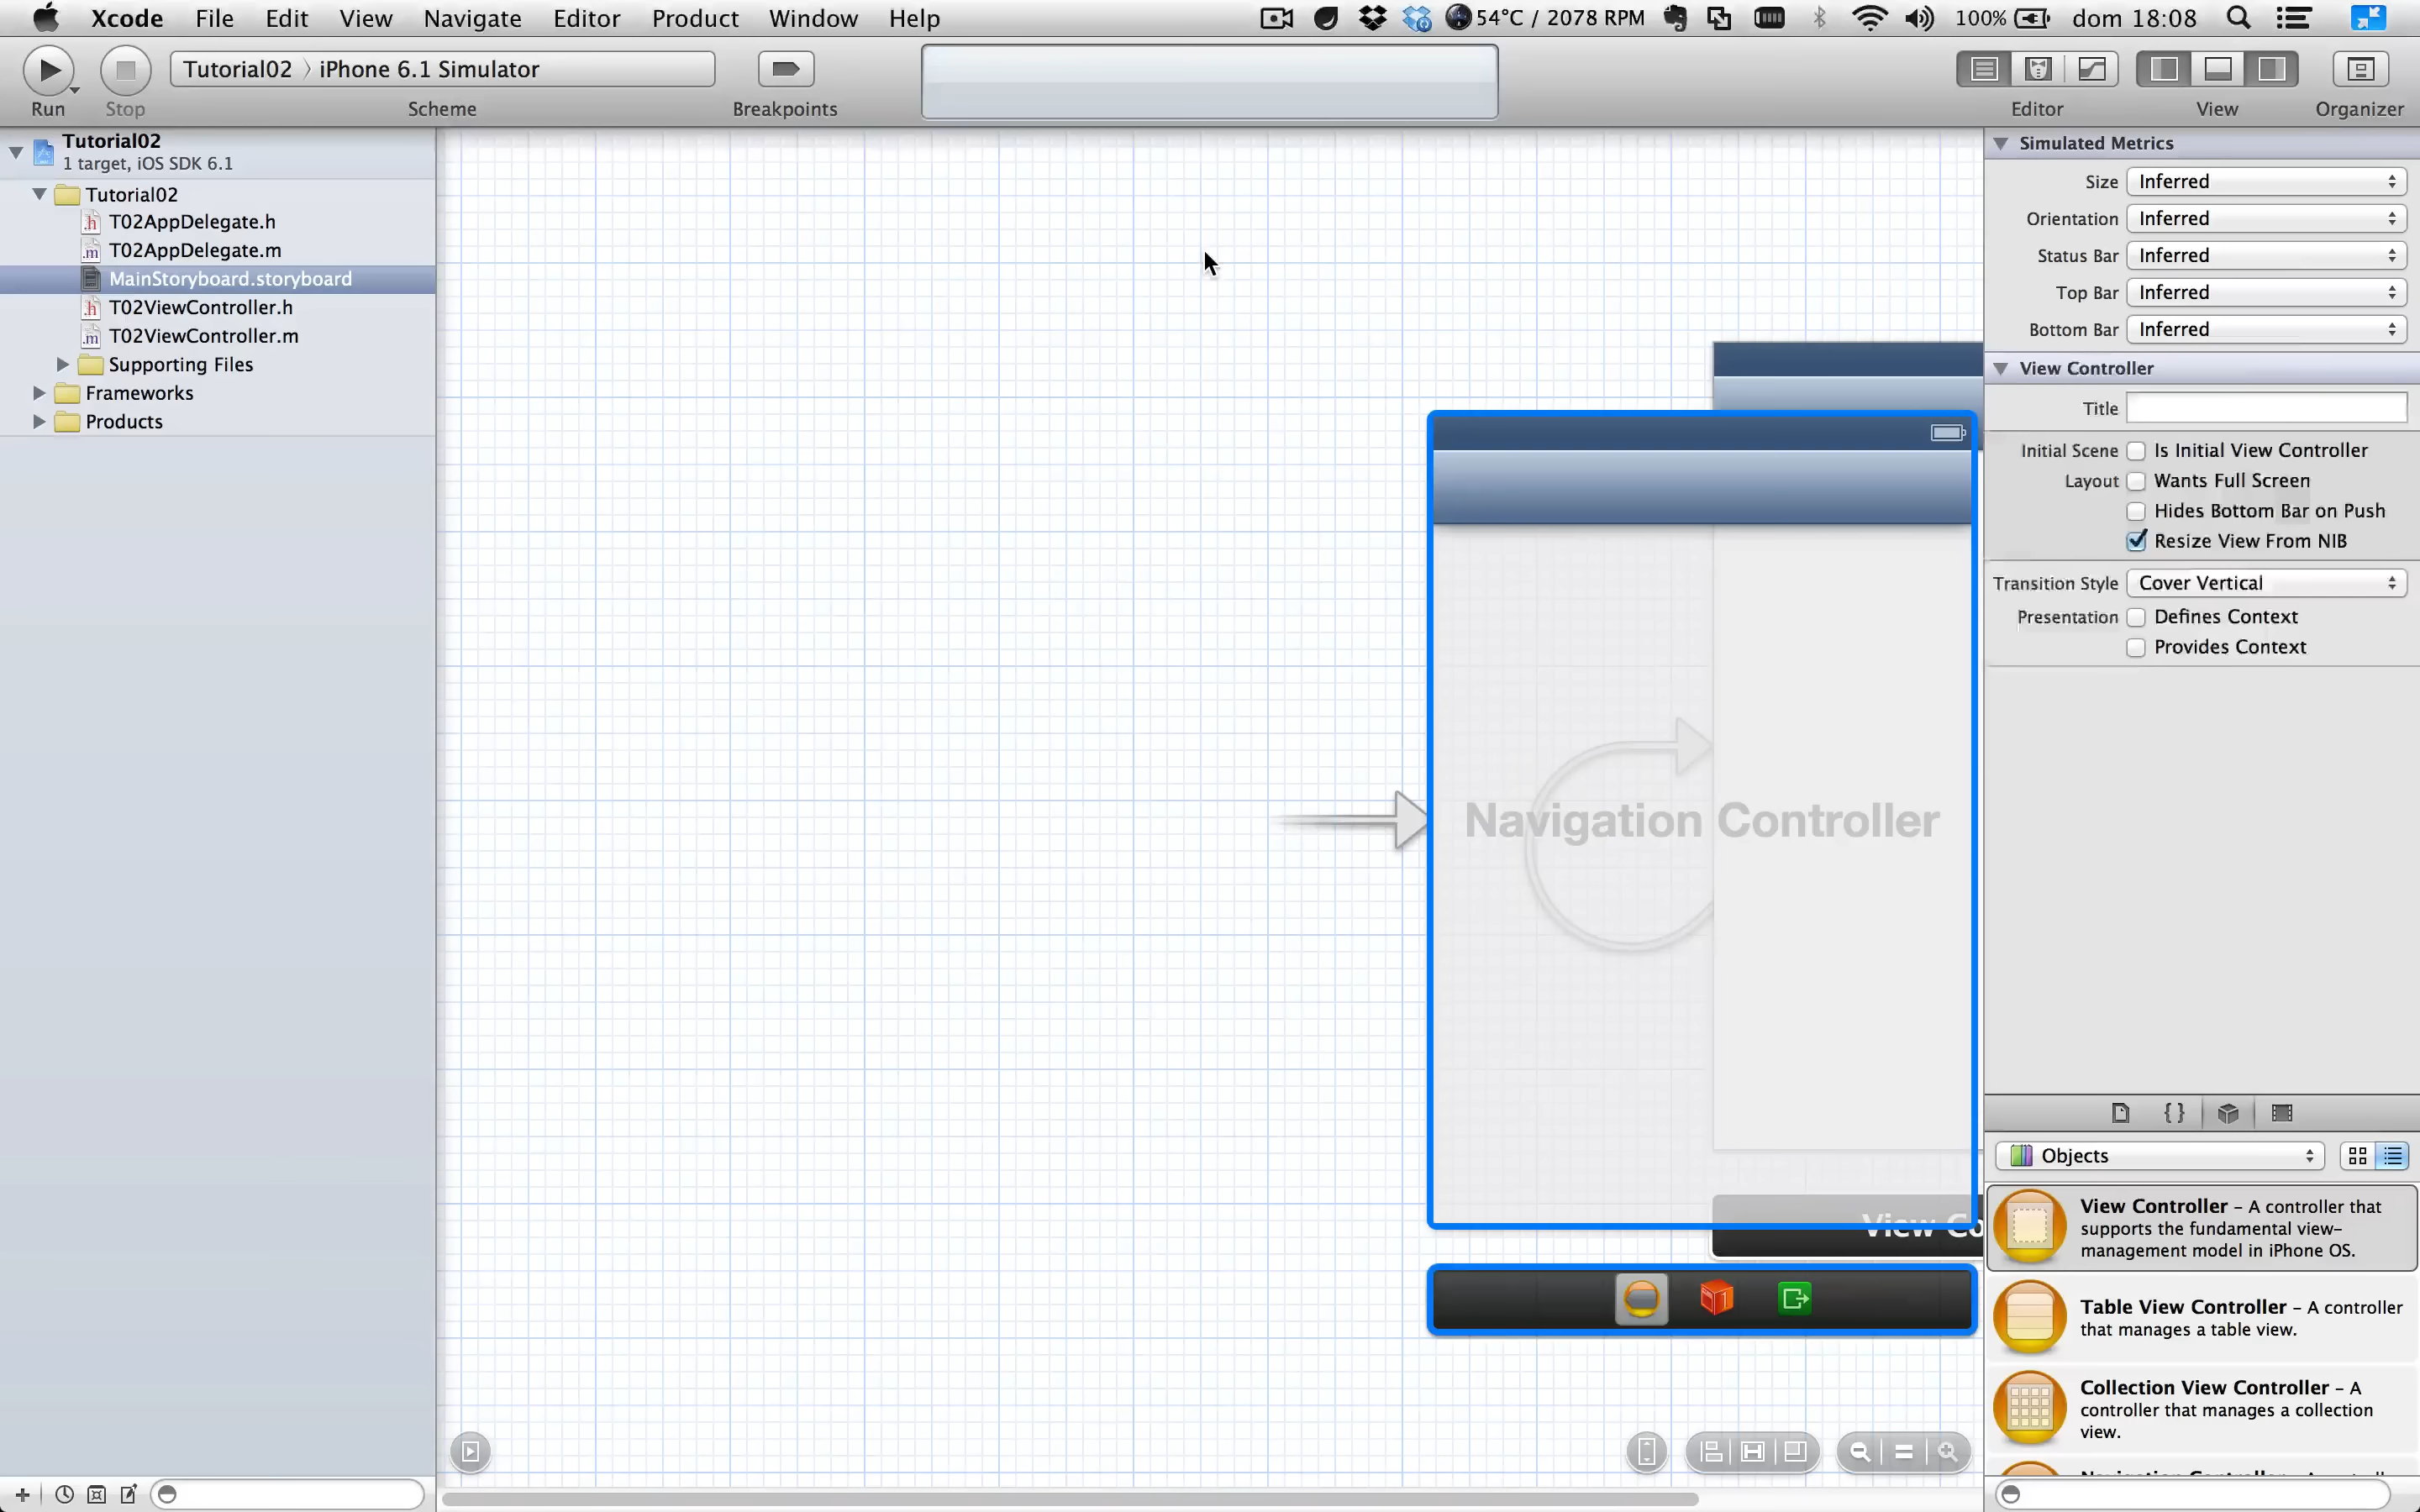 Xcode File Edit View Navigate Editor Product Window Help 54°C / 2078 RPM 100% dom 18:08
Tutorial02 iPhone 6.1 Simulator
Run Stop Scheme Breakpoints Editor View Organizer
Tutorial02
1 target, iOS SDK 6.1
Tutorial02
T02AppDelegate.h
T02AppDelegate.m
MainStoryboard.storyboard
T02ViewController.h
T02ViewController.m
Supporting Files
Frameworks
Products
Navigation Controller
Simulated Metrics
Size Inferred
Orientation Inferred
Status Bar Inferred
Top Bar Inferred
Bottom Bar Inferred
View Controller
Title
Initial Scene Is Initial View Controller
Layout Wants Full Screen
Hides Bottom Bar on Push
Resize View From NIB
Transition Style Cover Vertical
Presentation Defines Context
Provides Context
Objects
View Controller – A controller that
supports the fundamental view-
management model in iPhone OS.
Table View Controller – A controller
that manages a table view.
Collection View Controller – A
controller that manages a collection
view.